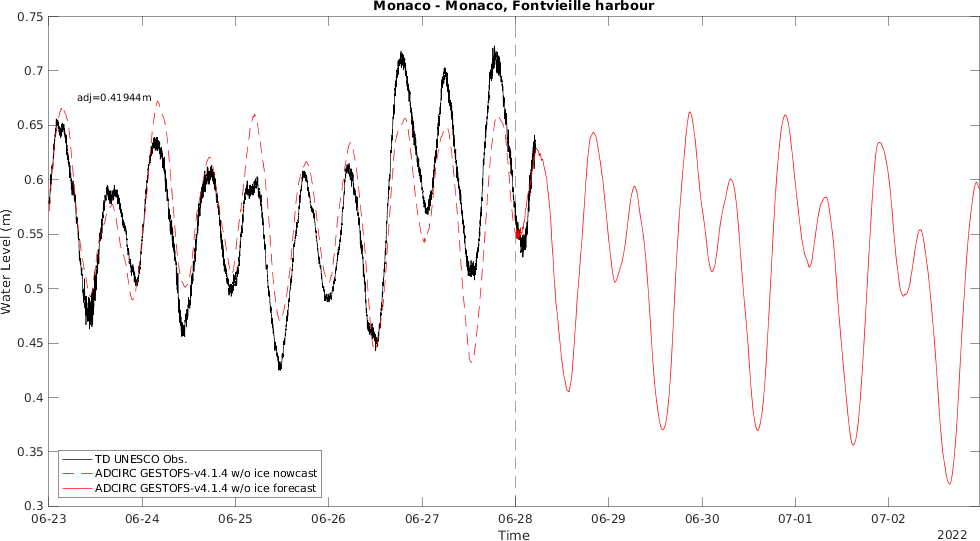 Monaco - Monaco, Fontvieille harbour
0.75
0.7
adj=0.41944m
0.65
0.6
0.55
0.5
0.45
0.4
0.35
0.3
Water Level (m)
TD UNESCO Obs.
ADCIRC GESTOFS-v4.1.4 w/o ice nowcast
ADCIRC GESTOFS-v4.1.4 w/o ice forecast
06-23 06-24 06-25 06-26 06-27 06-28 06-29 06-30 07-01 07-02
Time
2022